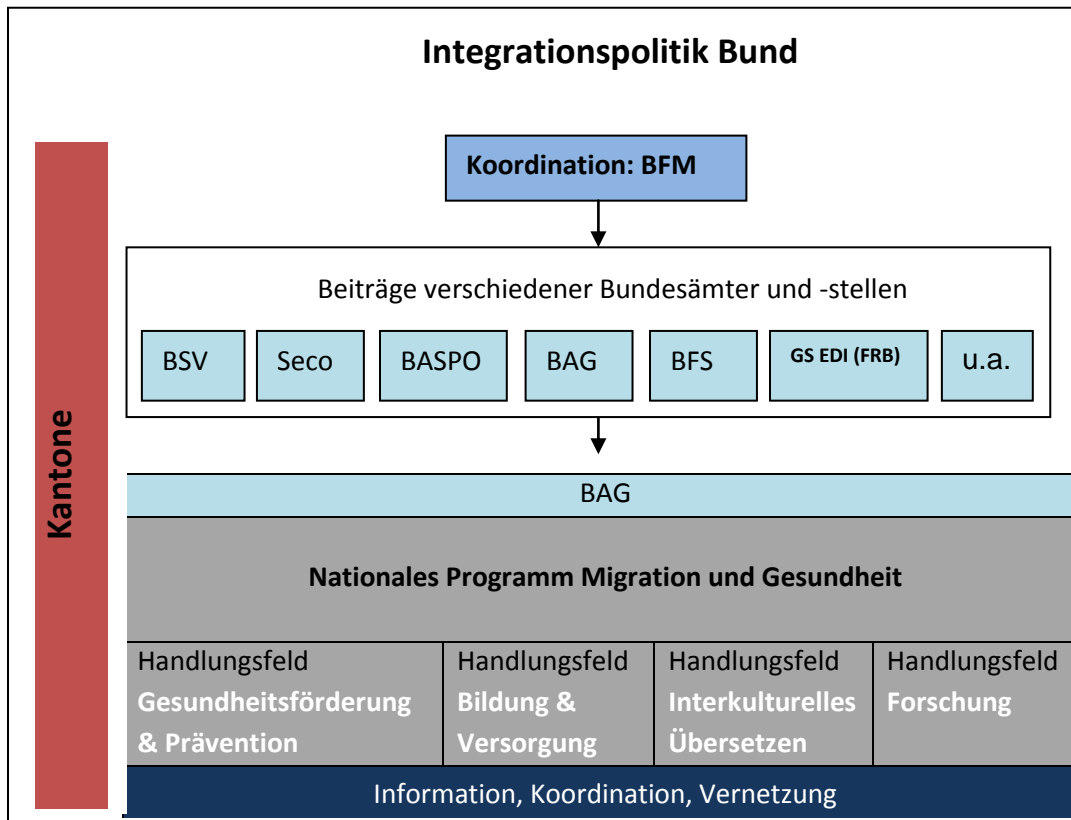 Integrationspolitik Bund
Kantone
Koordination: BFM
Beiträge verschiedener Bundesämter und -stellen
BSV Seco BASPO BAG BFS GS EDI (FRB) u.a.
BAG
Nationales Programm Migration und Gesundheit
Handlungsfeld
Gesundheitsförderung
& Prävention
Handlungsfeld
Bildung &
Versorgung
Handlungsfeld
Interkulturelles
Übersetzen
Handlungsfeld
Forschung
Information, Koordination, Vernetzung